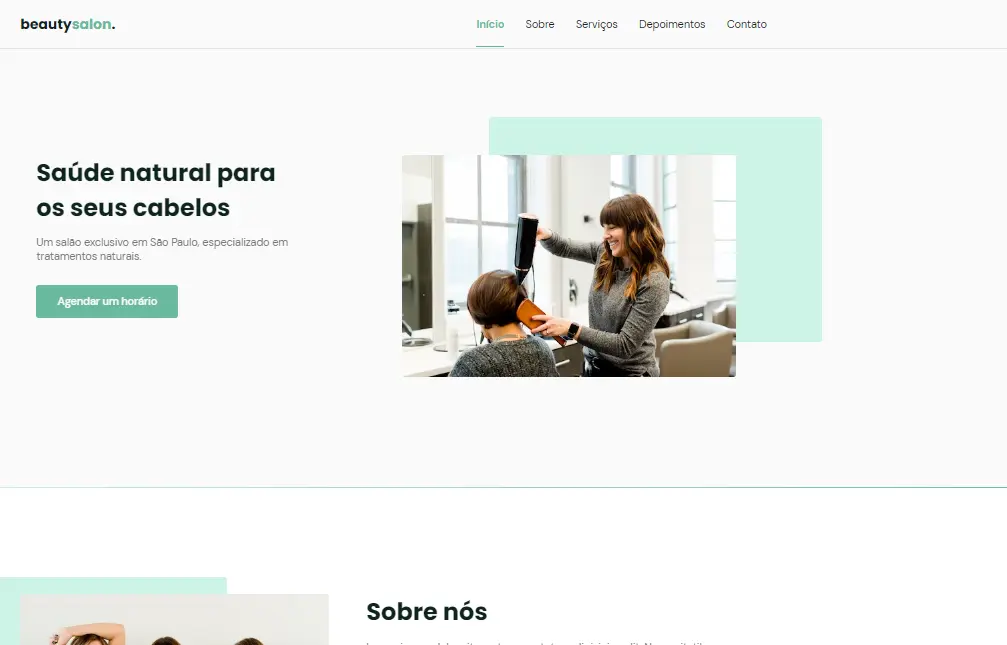 beautysalon.
Início Sobre Serviços Depoimentos Contato
Saúde natural para
os seus cabelos
Um salão exclusivo em São Paulo, especializado em
tratamentos naturais.
Agendar um horário
Sobre nós